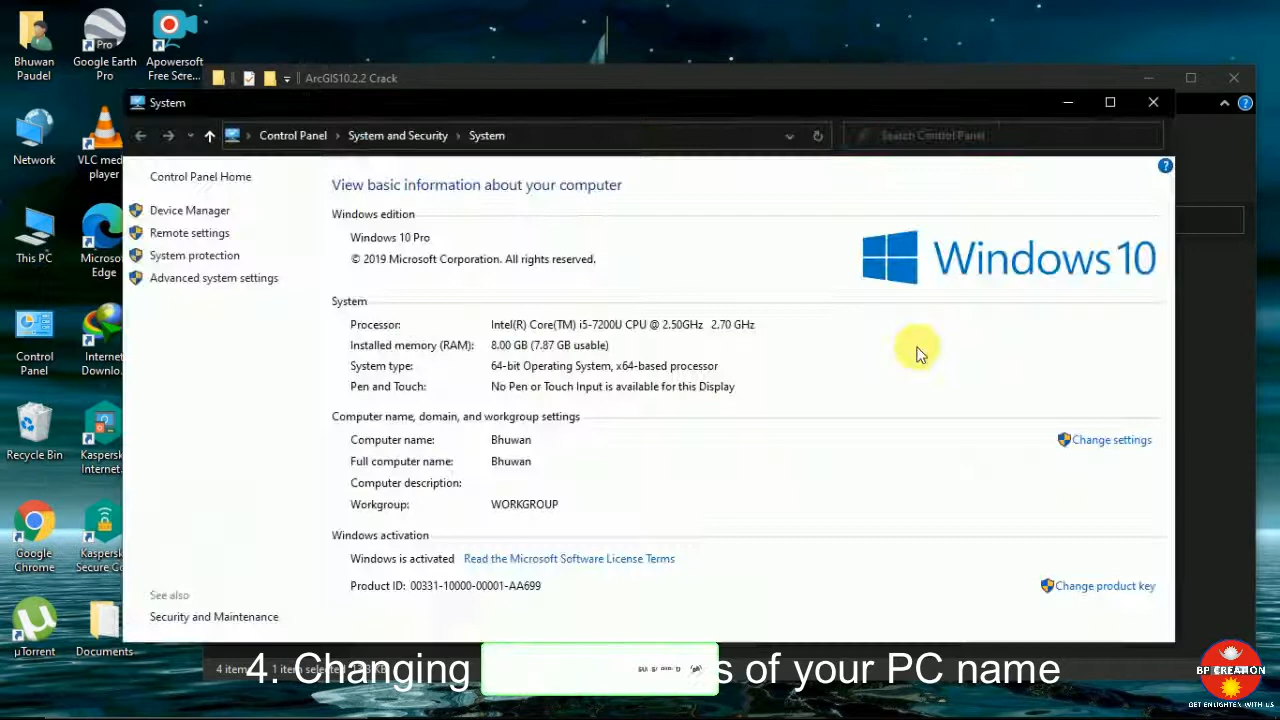 Bhuwan
Paudel
Google Earth
Pro
Apowersoft
Free Scre...
Network
VLC med
player
This PC
Microso
Edge
Control
Panel
Internet
Downlo...
Recycle Bin
Kaspers
Internet.
Google
Chrome
Kaspersk
Secure Co
µTorrent
Documents
ArcGIS10.2.2 Crack
System
Control Panel > System and Security > System
Search Control Panel
Control Panel Home
Device Manager
Remote settings
System protection
Advanced system settings
See also
Security and Maintenance
View basic information about your computer
Windows edition
Windows 10 Pro
© 2019 Microsoft Corporation. All rights reserved.
Windows 10
System
Processor: Intel(R) Core(TM) i5-7200U CPU @ 2.50GHz 2.70 GHz
Installed memory (RAM): 8.00 GB (7.87 GB usable)
System type: 64-bit Operating System, x64-based processor
Pen and Touch: No Pen or Touch Input is available for this Display
Computer name, domain, and workgroup settings
Computer name: Bhuwan
Change settings
Full computer name: Bhuwan
Computer description:
Workgroup: WORKGROUP
Windows activation
Windows is activated Read the Microsoft Software License Terms
Product ID: 00331-10000-00001-AA699
Change product key
4 item
1 item selected
4. Changing s of your PC name
BP CREATION
GET ENLIGHTEN WITH US